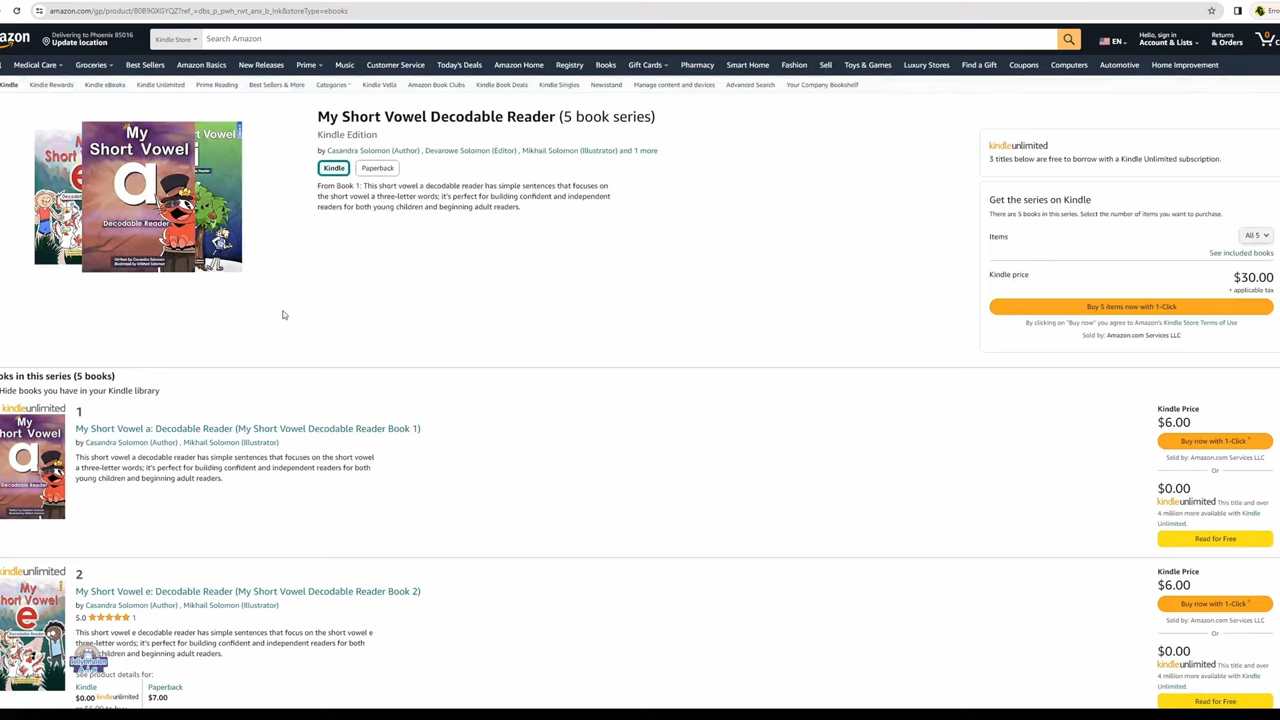 amazon.com/gp/product/B0B9GXGYQZ?ref_=dbs_p_pwh_rwt_anx_b_lnk&storeType=ebooks
Erro
azon
Delivering to Phoenix 85016
Update location
Kindle Store
Search Amazon
EN
Hello, sign in
Account & Lists
Returns
& Orders
0
Medical Care Groceries Best Sellers Amazon Basics New Releases Prime Music Customer Service Today's Deals Amazon Home Registry Books Gift Cards Pharmacy Smart Home Fashion Sell Toys & Games Luxury Stores Find a Gift Coupons Computers Automotive Home Improvement
Kindle Kindle Rewards Kindle eBooks Kindle Unlimited Prime Reading Best Sellers & More Categories Kindle Vella Amazon Book Clubs Kindle Book Deals Kindle Singles Newsstand Manage content and devices Advanced Search Your Company Bookshelf
My
Short Vowel
a
Decodable Reader
My Short Vowel Decodable Reader (5 book series)
Kindle Edition
by Casandra Solomon (Author) , Devarowe Solomon (Editor) , Mikhail Solomon (Illustrator) and 1 more
Kindle Paperback
From Book 1: This short vowel a decodable reader has simple sentences that focuses on
the short vowel a three-letter words; it's perfect for building confident and independent
readers for both young children and beginning adult readers.
kindleunlimited
3 titles below are free to borrow with a Kindle Unlimited subscription.
Get the series on Kindle
There are 5 books in this series. Select the number of items you want to purchase.
Items All 5
See included books
Kindle price $30.00
+ applicable tax
Buy 5 items now with 1-Click
By clicking on "Buy now" you agree to Amazon's Kindle Store Terms of Use
Sold by: Amazon.com Services LLC
oks in this series (5 books)
Hide books you have in your Kindle library
kindleunlimited
My
hort Vowel
a
1
My Short Vowel a: Decodable Reader (My Short Vowel Decodable Reader Book 1)
by Casandra Solomon (Author) , Mikhail Solomon (Illustrator)
This short vowel a decodable reader has simple sentences that focuses on the short vowel
a three-letter words; it's perfect for building confident and independent readers for both
young children and beginning adult readers.
Kindle Price
$6.00
Buy now with 1-Click
Sold by: Amazon.com Services LLC
Or
$0.00
kindleunlimited This title and over
4 million more available with Kindle
Unlimited.
Read for Free
kindleunlimited
My
hort Vowel
e
2
My Short Vowel e: Decodable Reader (My Short Vowel Decodable Reader Book 2)
by Casandra Solomon (Author) , Mikhail Solomon (Illustrator)
5.0 1
This short vowel e decodable reader has simple sentences that focus on the short vowel e
three-letter words; it's perfect for building confident and independent readers for both
children and beginning adult readers.
See product details for:
Kindle Paperback
$0.00 kindleunlimited $7.00
Kindle Price
$6.00
Buy now with 1-Click
Sold by: Amazon.com Services LLC
Or
$0.00
kindleunlimited This title and over
4 million more available with Kindle
Unlimited.
Read for Free